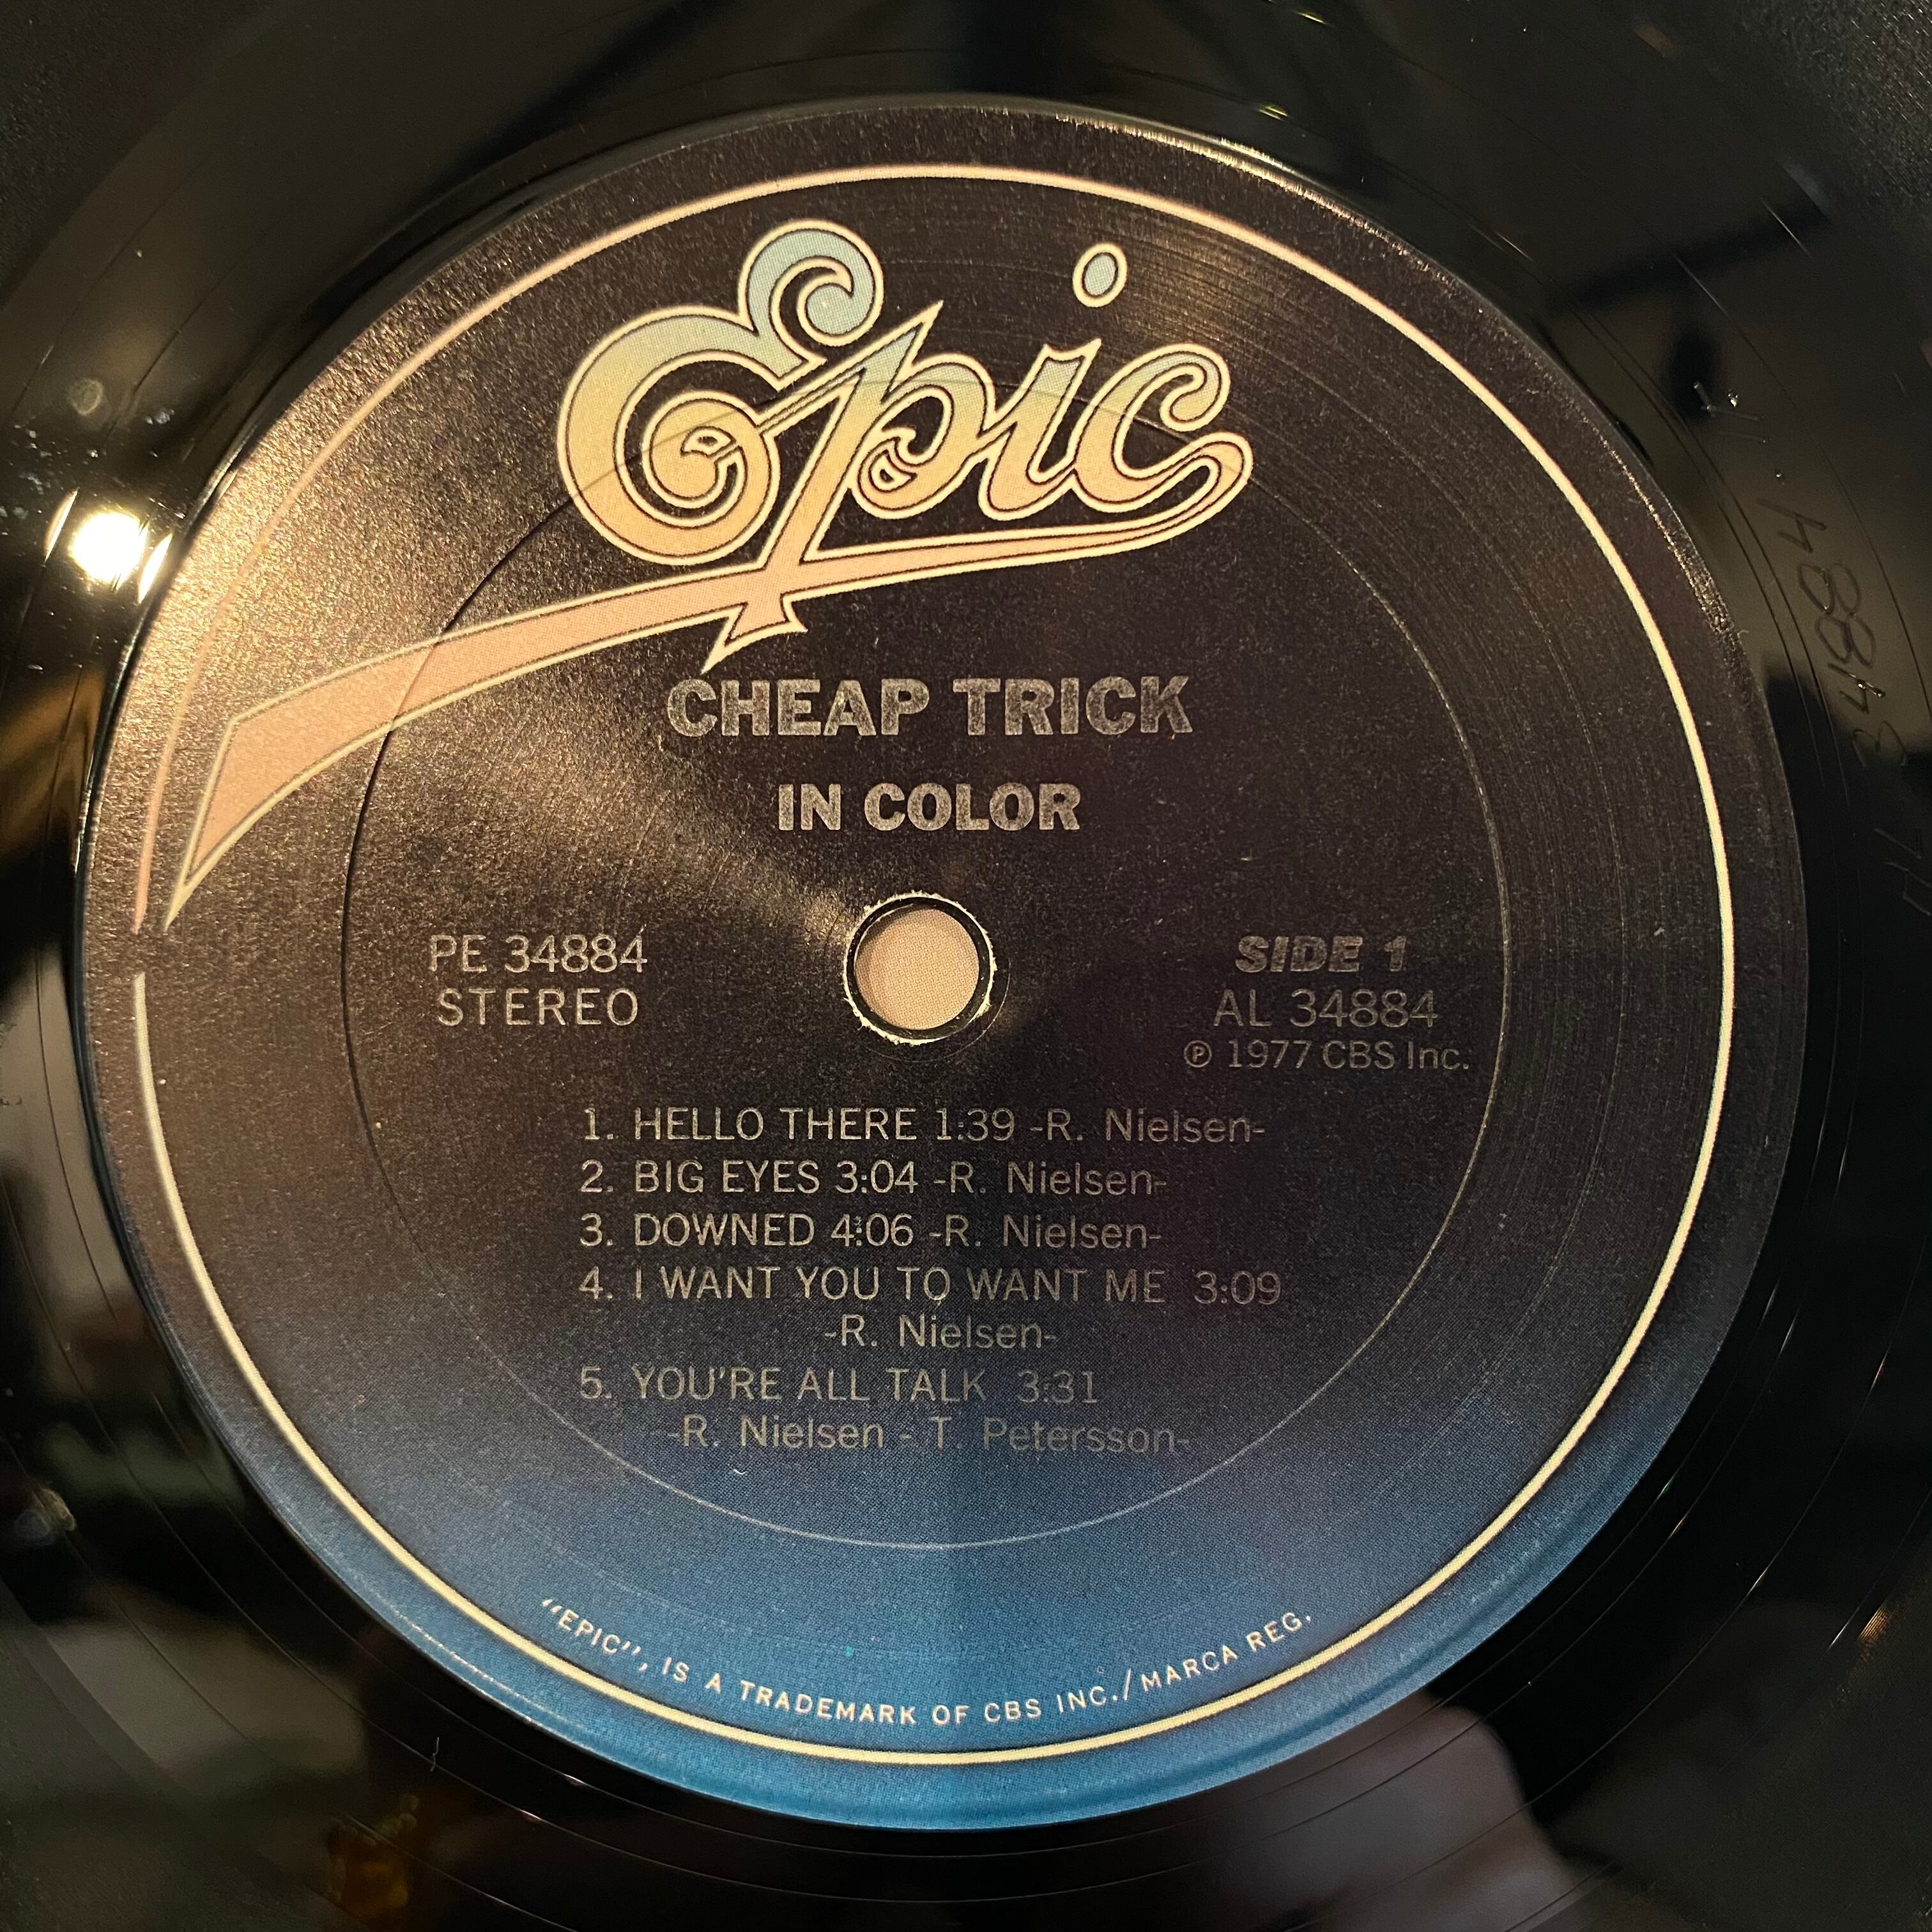 Epic
CHEAP TRICK
IN COLOR
PE 34884
STEREO
SIDE 1
AL 34884
℗ 1977 CBS Inc.
1. HELLO THERE 1:39 -R. Nielsen-
2. BIG EYES 3:04 -R. Nielsen-
3. DOWNED 4:06 -R. Nielsen-
4. I WANT YOU TO WANT ME 3:09
-R. Nielsen-
5. YOU'RE ALL TALK 3:31
-R. Nielsen - T. Petersson-
"EPIC", IS A TRADEMARK OF CBS INC./MARCA REG.